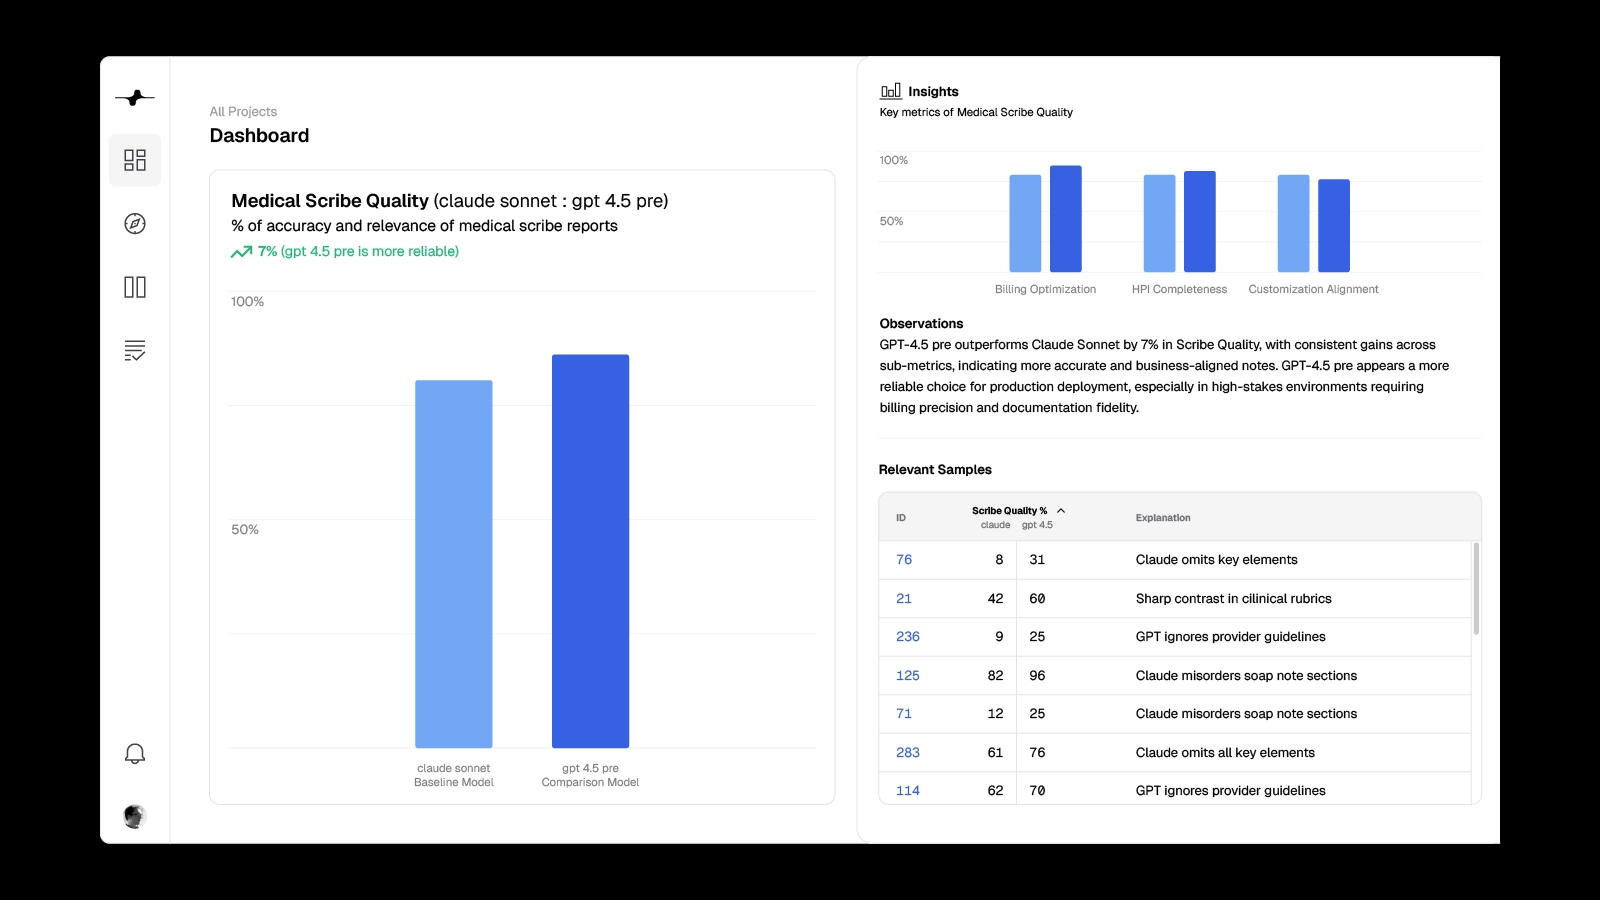 All Projects
Dashboard
Medical Scribe Quality (claude sonnet : gpt 4.5 pre)
% of accuracy and relevance of medical scribe reports
7% (gpt 4.5 pre is more reliable)
100%
50%
claude sonnet
Baseline Model
gpt 4.5 pre
Comparison Model
Insights
Key metrics of Medical Scribe Quality
100%
50%
Billing Optimization
HPI Completeness
Customization Alignment
Observations
GPT-4.5 pre outperforms Claude Sonnet by 7% in Scribe Quality, with consistent gains across
sub-metrics, indicating more accurate and business-aligned notes. GPT-4.5 pre appears a more
reliable choice for production deployment, especially in high-stakes environments requiring
billing precision and documentation fidelity.
Relevant Samples
ID Scribe Quality % Explanation
claude gpt 4.5
76 8 31 Claude omits key elements
21 42 60 Sharp contrast in cilinical rubrics
236 9 25 GPT ignores provider guidelines
125 82 96 Claude misorders soap note sections
71 12 25 Claude misorders soap note sections
283 61 76 Claude omits all key elements
114 62 70 GPT ignores provider guidelines